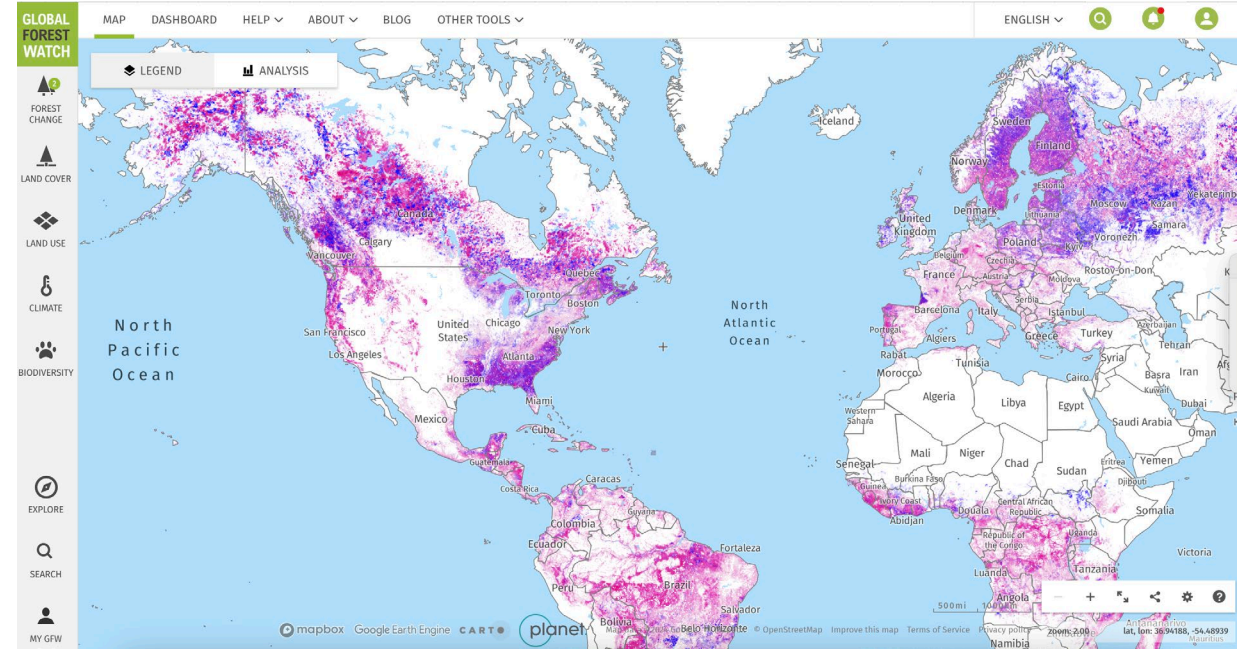 GLOBAL
FOREST
WATCH
MAP
DASHBOARD
HELP
ABOUT
BLOG
OTHER TOOLS
ENGLISH
LEGEND
ANALYSIS
2
FOREST
CHANGE
LAND COVER
LAND USE
CLIMATE
BIODIVERSITY
EXPLORE
SEARCH
MY GFW
Iceland
Sweden
Finland
Norway
Estonia
Denmark
Lithuania
Moscow
Kazan
Samara
United
Kingdom
Poland
Kyiv
Voronezh
Belgium
Czechia
Rostov-on-Don
France
Austria
Moldova
Serbia
Barcelona
Italy
Istanbul
Portugal
Algiers
Greece
Turkey
Azerbaijan
Tehran
Rabat
Tunisia
Syria
Morocco
Cairo
Basra
Iran
Kuwait
Algeria
Libya
Egypt
Dubai
Western
Sahara
Saudi Arabia
Oman
Mali
Niger
Chad
Sudan
Eritrea
Yemen
Senegal
Burkina Faso
Djibouti
Guinea
Ivory Coast
Abidjan
Douala
Central African
Republic
Somalia
Republic of
the Congo
Uganda
Victoria
Luanda
Tanzania
Angola
Namibia
Canada
Calgary
Vancouver
Quebec
Toronto
Boston
North
Pacific
Ocean
San Francisco
United
States
Chicago
New York
Los Angeles
Atlanta
Houston
Miami
Mexico
Cuba
Guatemala
Costa Rica
North
Atlantic
Ocean
Caracas
Guyana
Colombia
Ecuador
Fortaleza
Peru
Brazil
Salvador
Bolivia
Belo Horizonte
500mi
mapbox
Google Earth Engine
CARTO
planet
© OpenStreetMap
Improve this map
Terms of Service
Privacy policy
zoom: 2.00
lat, lon: 36.94188, -54.48939
Antananarivo
Mauritius